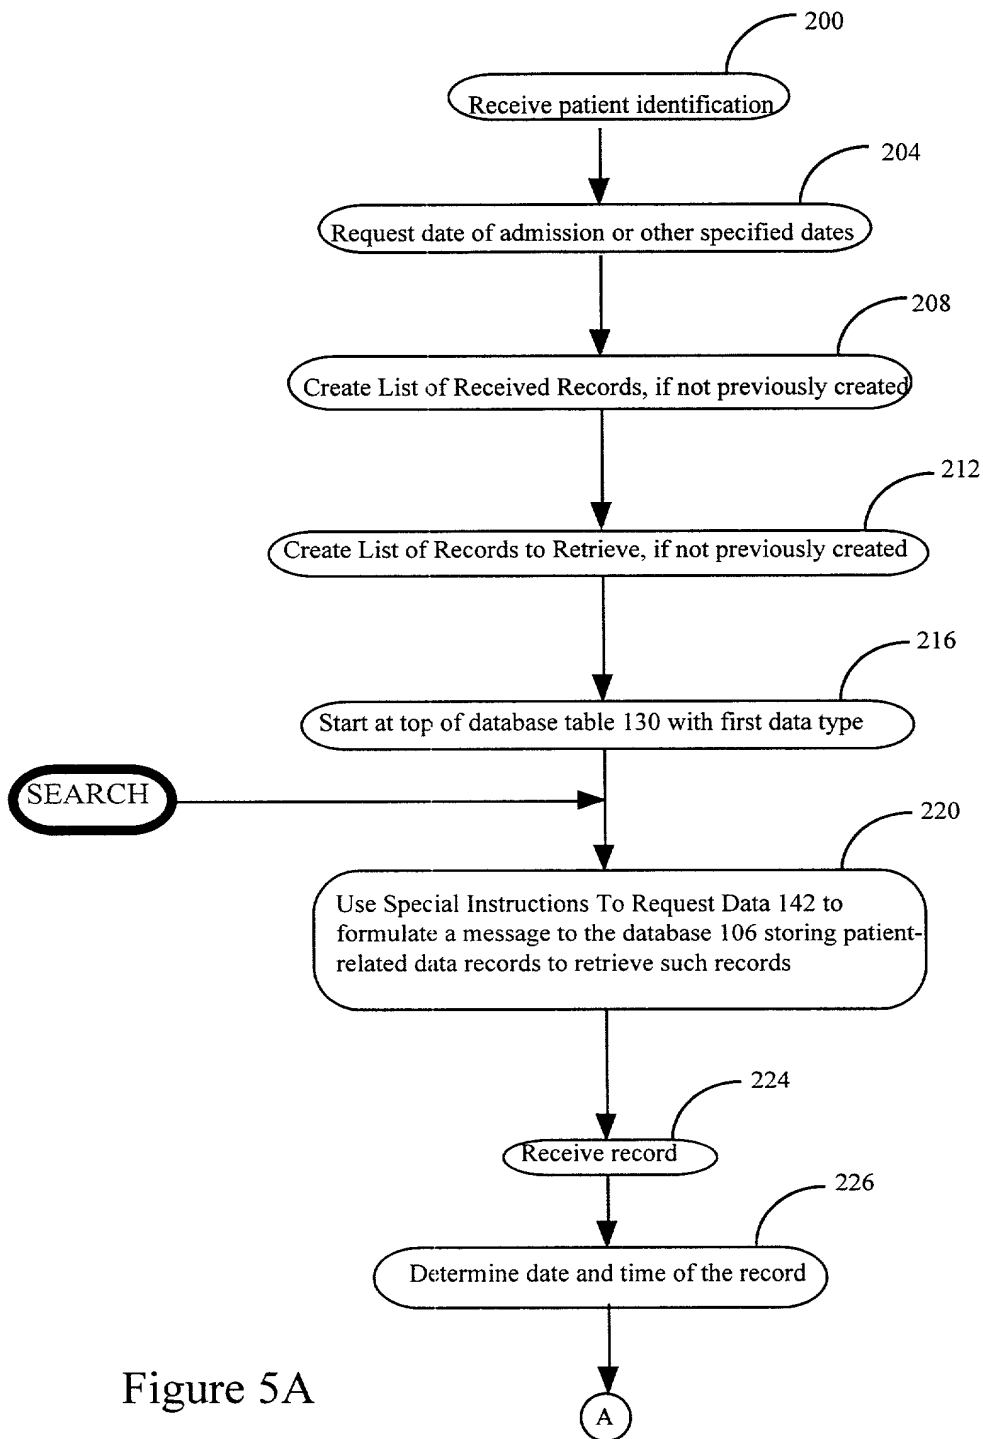 200
Receive patient identification
204
Request date of admission or other specified dates
208
Create List of Received Records, if not previously created
212
Create List of Records to Retrieve, if not previously created
216
Start at top of database table 130 with first data type
SEARCH
220
Use Special Instructions To Request Data 142 to
formulate a message to the database 106 storing patient-
related data records to retrieve such records
224
Receive record
226
Determine date and time of the record
Figure 5A
A